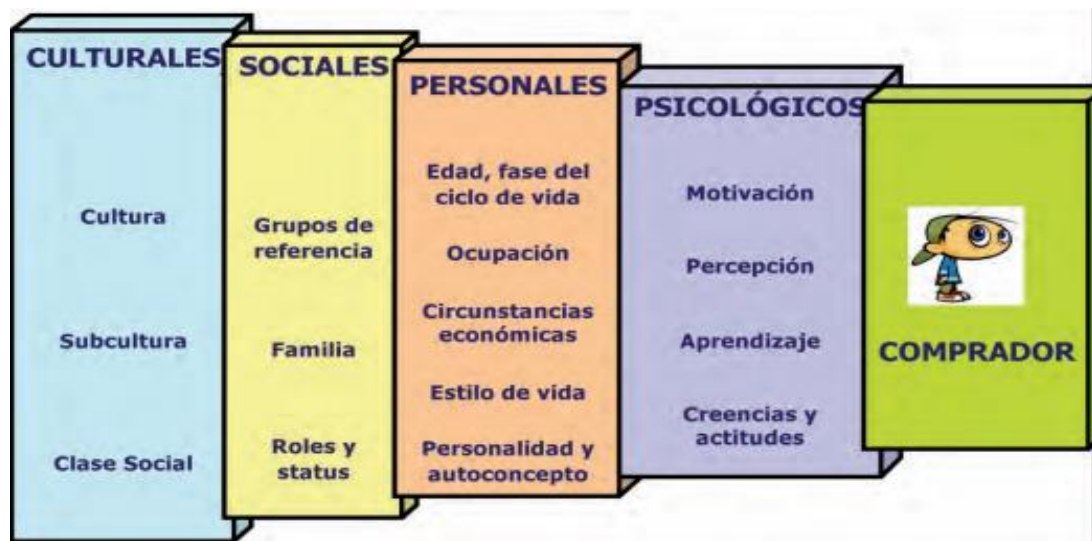 CULTURALES
Cultura
Subcultura
Clase Social
SOCIALES
Grupos de
referencia
Familia
Roles y
status
PERSONALES
Edad, fase del
ciclo de vida
Ocupación
Circunstancias
económicas
Estilo de vida
Personalidad y
autoconcepto
PSICOLÓGICOS
Motivación
Percepción
Aprendizaje
Creencias y
actitudes
COMPRADOR